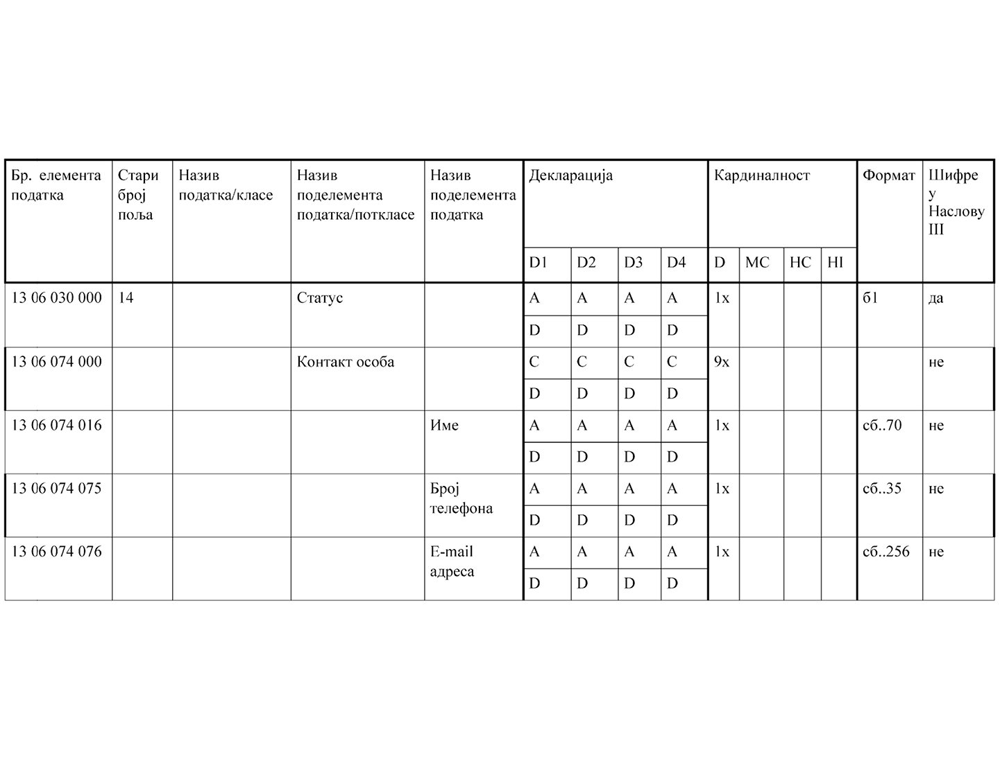 Бр. елемента података
Стари број поља
Назив податка/класе
Назив поделемента податка/поткласе
Назив поделемента податка
Декларација
Кардиналност
Формат
Шифре у Наслову III
D1 D2 D3 D4 D MC HC HI
13 06 030 000 14 Статус A A A A 1x б1 да
D D D D
13 06 074 000 Контакт особа C C C C 9x не
D D D D
13 06 074 016 Име A A A A 1x сб..70 не
D D D D
13 06 074 075 Број телефона A A A A 1x сб..35 не
D D D D
13 06 074 076 E-mail адреса A A A A 1x сб..256 не
D D D D